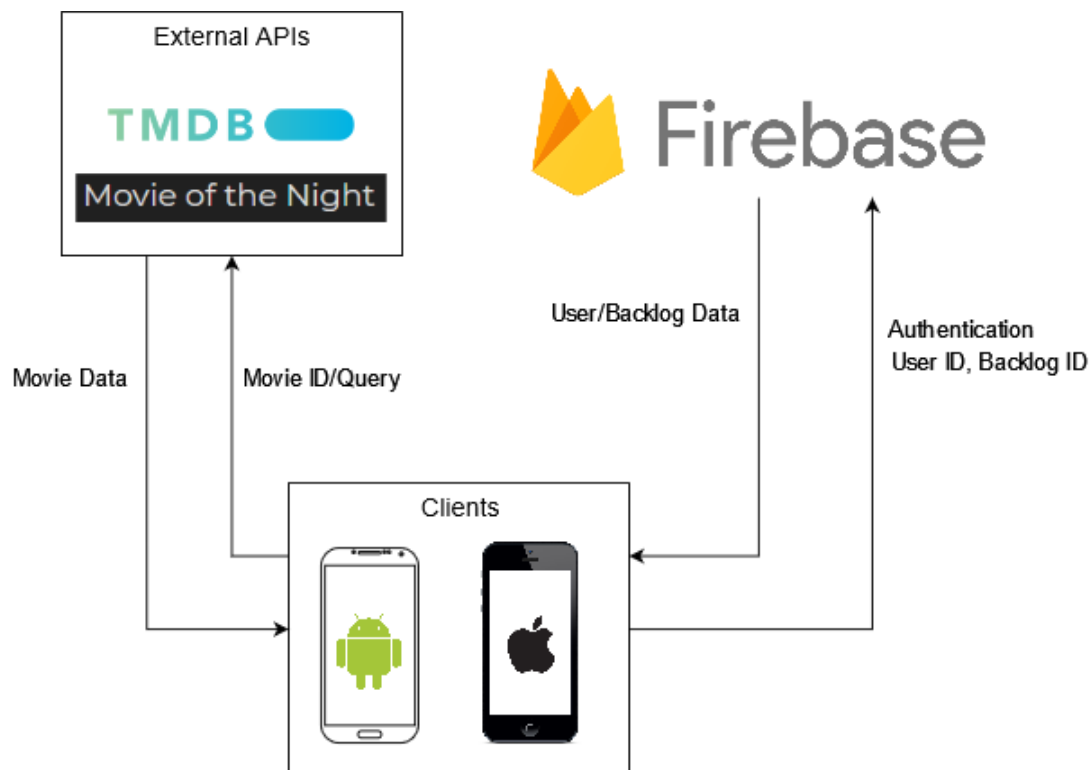 External APIs
TMDB
Movie of the Night
Firebase
User/Backlog Data
Authentication
User ID, Backlog ID
Movie Data
Movie ID/Query
Clients